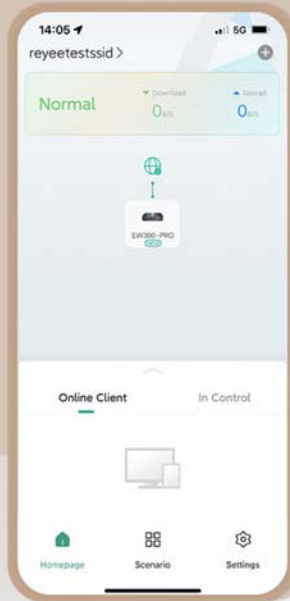 14:05
5G
reyeetestssid >
Normal
Download
0B/S
Upload
0B/S
EW300-PRO
Online Client
In Control
Homepage
Scenario
Settings